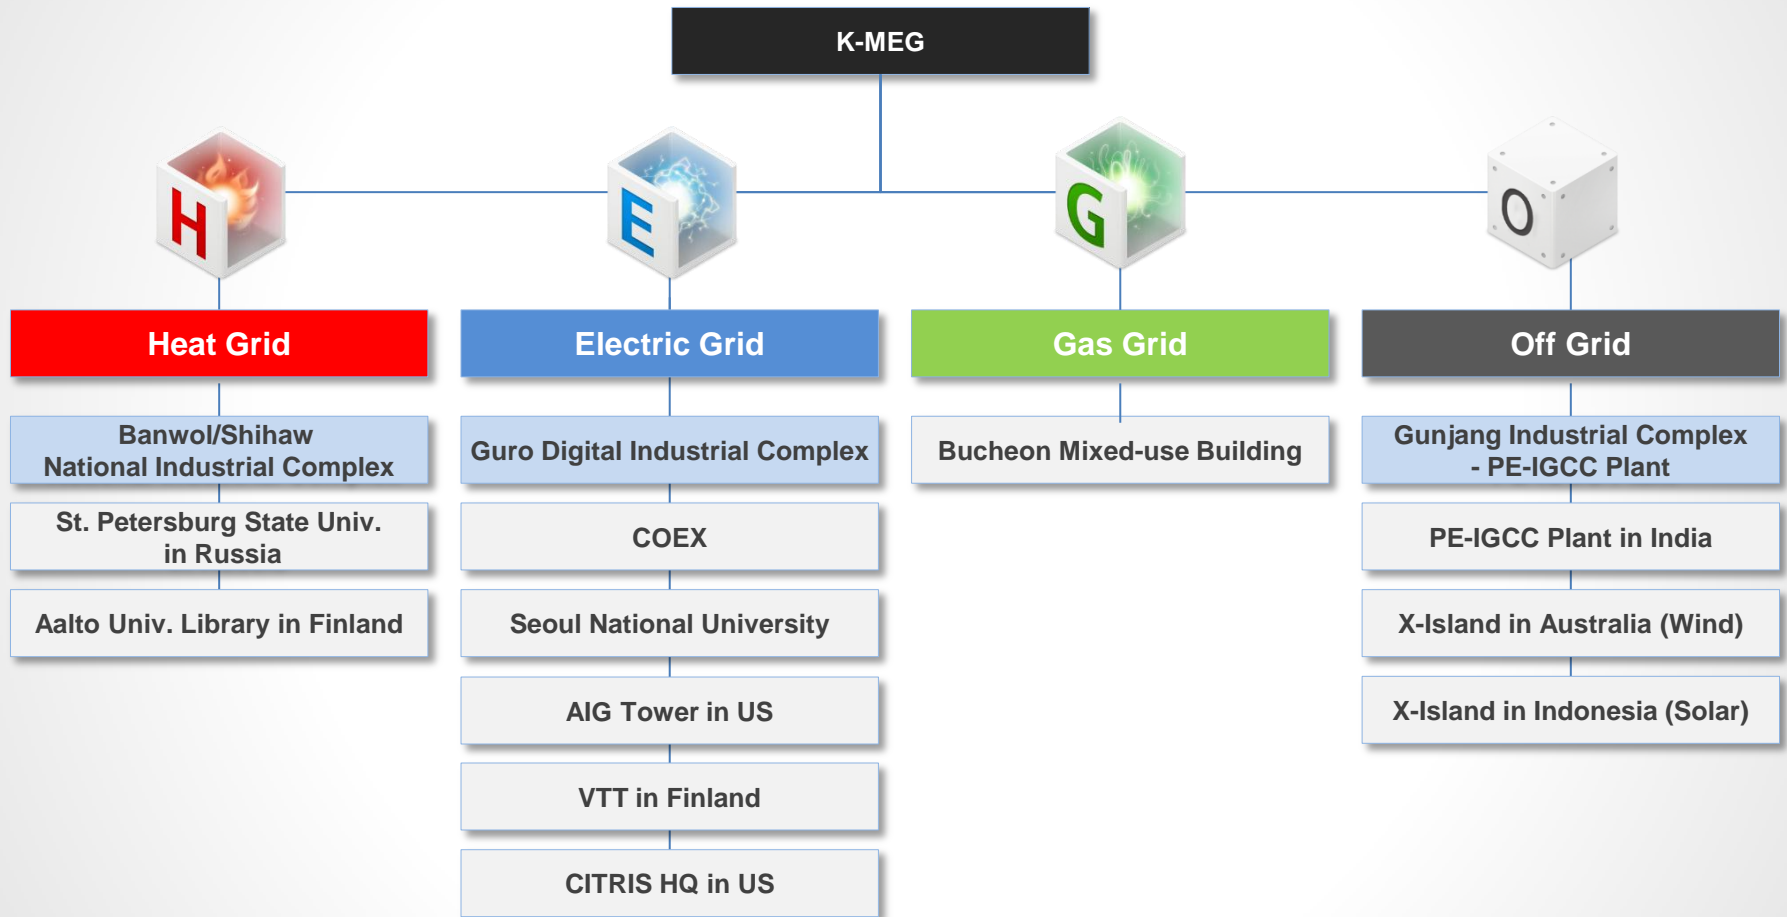 K-MEG
H
E
G
O
Heat Grid
Banwol/Shihaw
National Industrial Complex
St. Petersburg State Univ.
in Russia
Aalto Univ. Library in Finland
Electric Grid
Guro Digital Industrial Complex
COEX
Seoul National University
AIG Tower in US
VTT in Finland
CITRIS HQ in US
Gas Grid
Bucheon Mixed-use Building
Off Grid
Gunjang Industrial Complex
- PE-IGCC Plant
PE-IGCC Plant in India
X-Island in Australia (Wind)
X-Island in Indonesia (Solar)